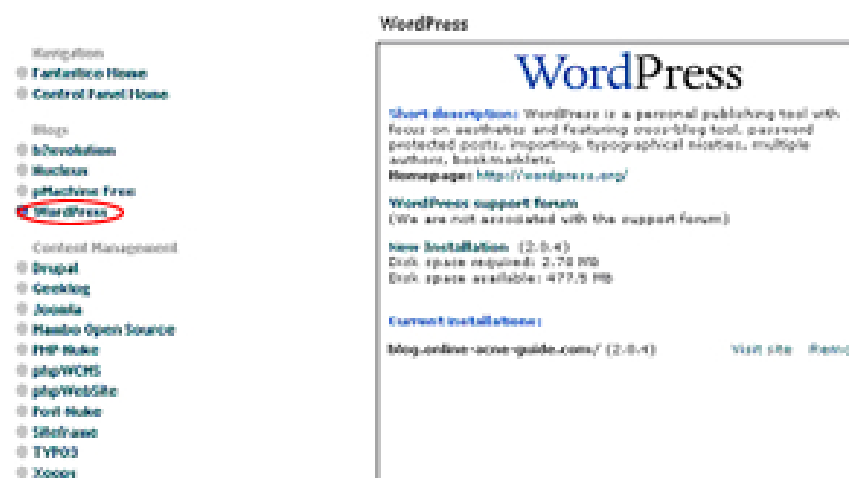 Navigation
Fantastico Home
Control Panel Home
Blogs
b2evolution
Nucleus
pMachine Free
WordPress
Content Management
Drupal
Geeklog
Joomla
Mambo Open Source
PHP-Nuke
phpWCMS
phpWebSite
Post-Nuke
Siteframe
TYPO3
Xoops
WordPress
WordPress
Short description: WordPress is a personal publishing tool with
focus on aesthetics and featuring cross-blog tool, password
protected posts, importing, typographical niceties, multiple
authors, bookmarklets.
Homepage: http://wordpress.org/
WordPress support forum
(We are not associated with the support forum)
New Installation (2.0.4)
Disk space required: 2.70 MB
Disk space available: 477.5 MB
Current installations:
blog.online-acne-guide.com/ (2.0.4) Visit site